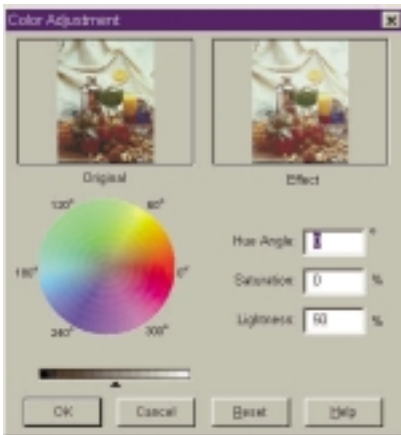 Color Adjustment
Original
Effect
120°
60°
180°
0°
240°
300°
Hue Angle: 0 °
Saturation: 0 %
Lightness: 50 %
OK
Cancel
Reset
Help